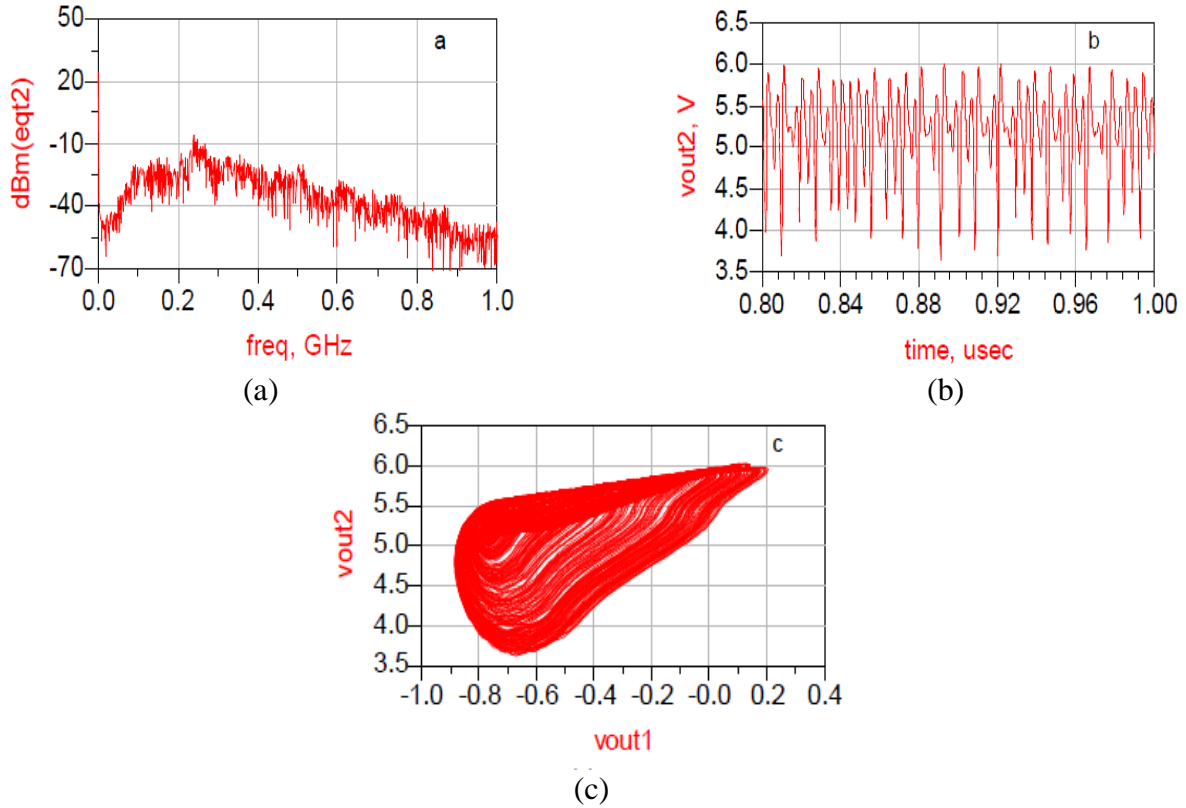 50
20
-10
-40
-70
dBm(eqt2)
a
0.0 0.2 0.4 0.6 0.8 1.0
freq, GHz
(a)
6.5
6.0
5.5
5.0
4.5
4.0
3.5
vout2, V
b
0.80 0.84 0.88 0.92 0.96 1.00
time, usec
(b)
6.5
6.0
5.5
5.0
4.5
4.0
3.5
vout2
c
-1.0 -0.8 -0.6 -0.4 -0.2 -0.0 0.2 0.4
vout1
(c)